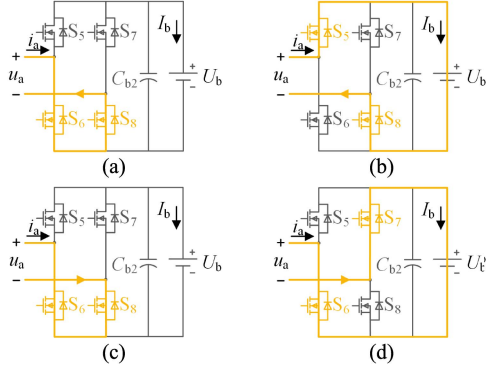 S5 S7 Ib
ia
+
ua Cb2 + Ub
−
S6 S8
(a)
S5 S7 Ib
ia
+
ua Cb2 + Ub
−
S6 S8
(b)
S5 S7 Ib
ia
+
ua Cb2 + Ub
−
S6 S8
(c)
S5 S7 Ib
ia
+
ua Cb2 + Ub
−
S6 S8
(d)